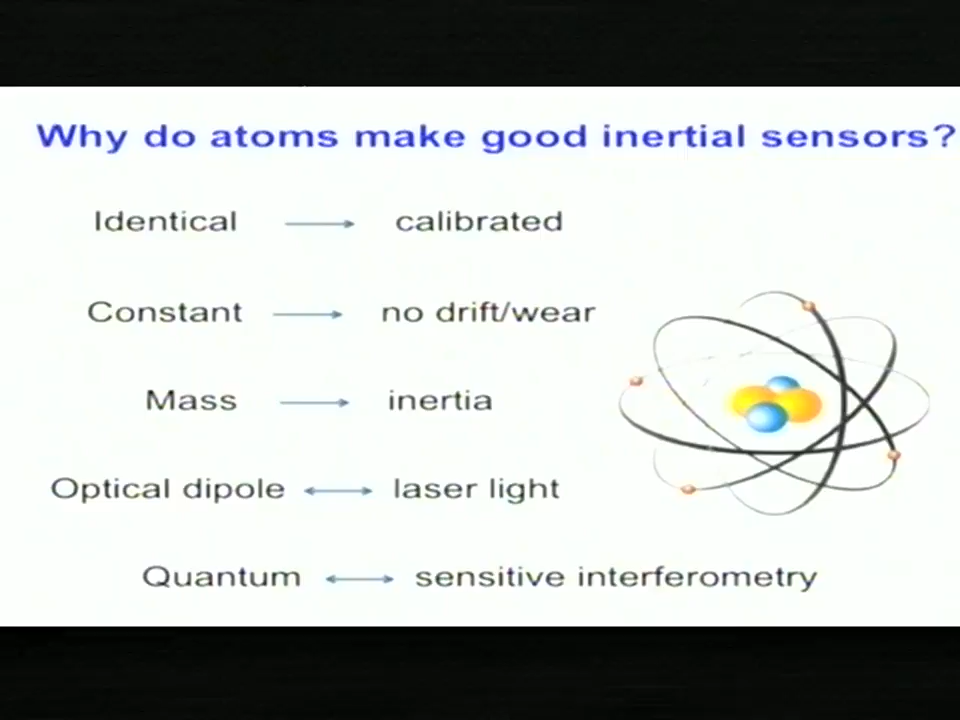 Why do atoms make good inertial sensors?
Identical → calibrated
Constant → no drift/wear
Mass → inertia
Optical dipole ↔ laser light
Quantum ↔ sensitive interferometry